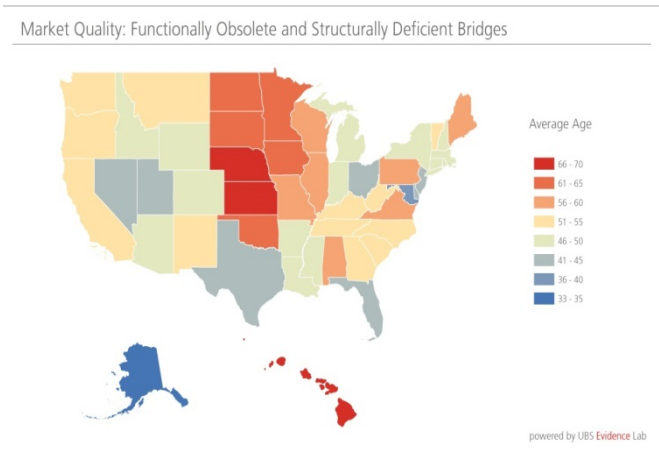 Market Quality: Functionally Obsolete and Structurally Deficient Bridges
Average Age
66 - 70
61 - 65
56 - 60
51 - 55
46 - 50
41 - 45
36 - 40
33 - 35
powered by UBS Evidence Lab